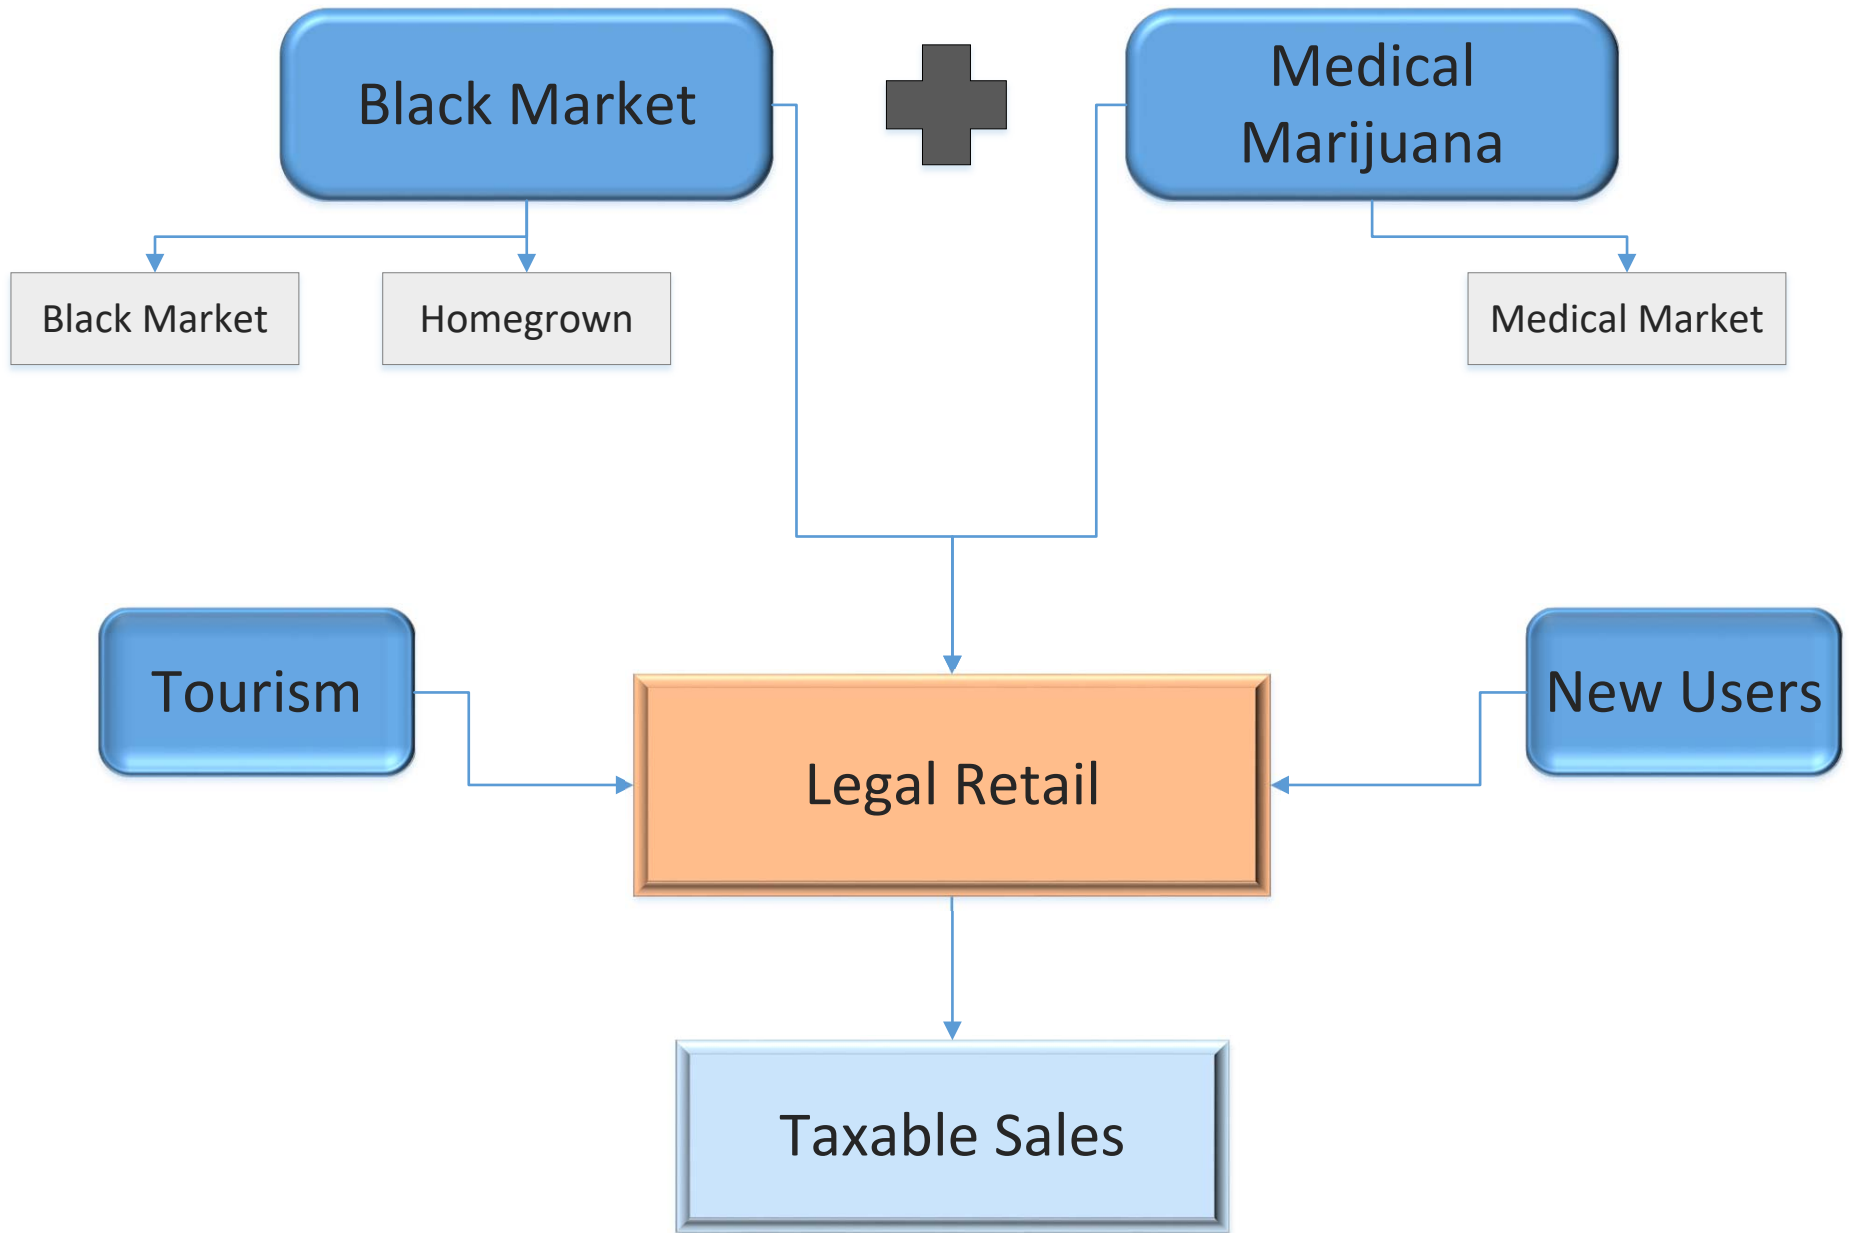 Black Market
Medical
Marijuana
Black Market
Homegrown
Medical Market
Tourism
New Users
Legal Retail
Taxable Sales